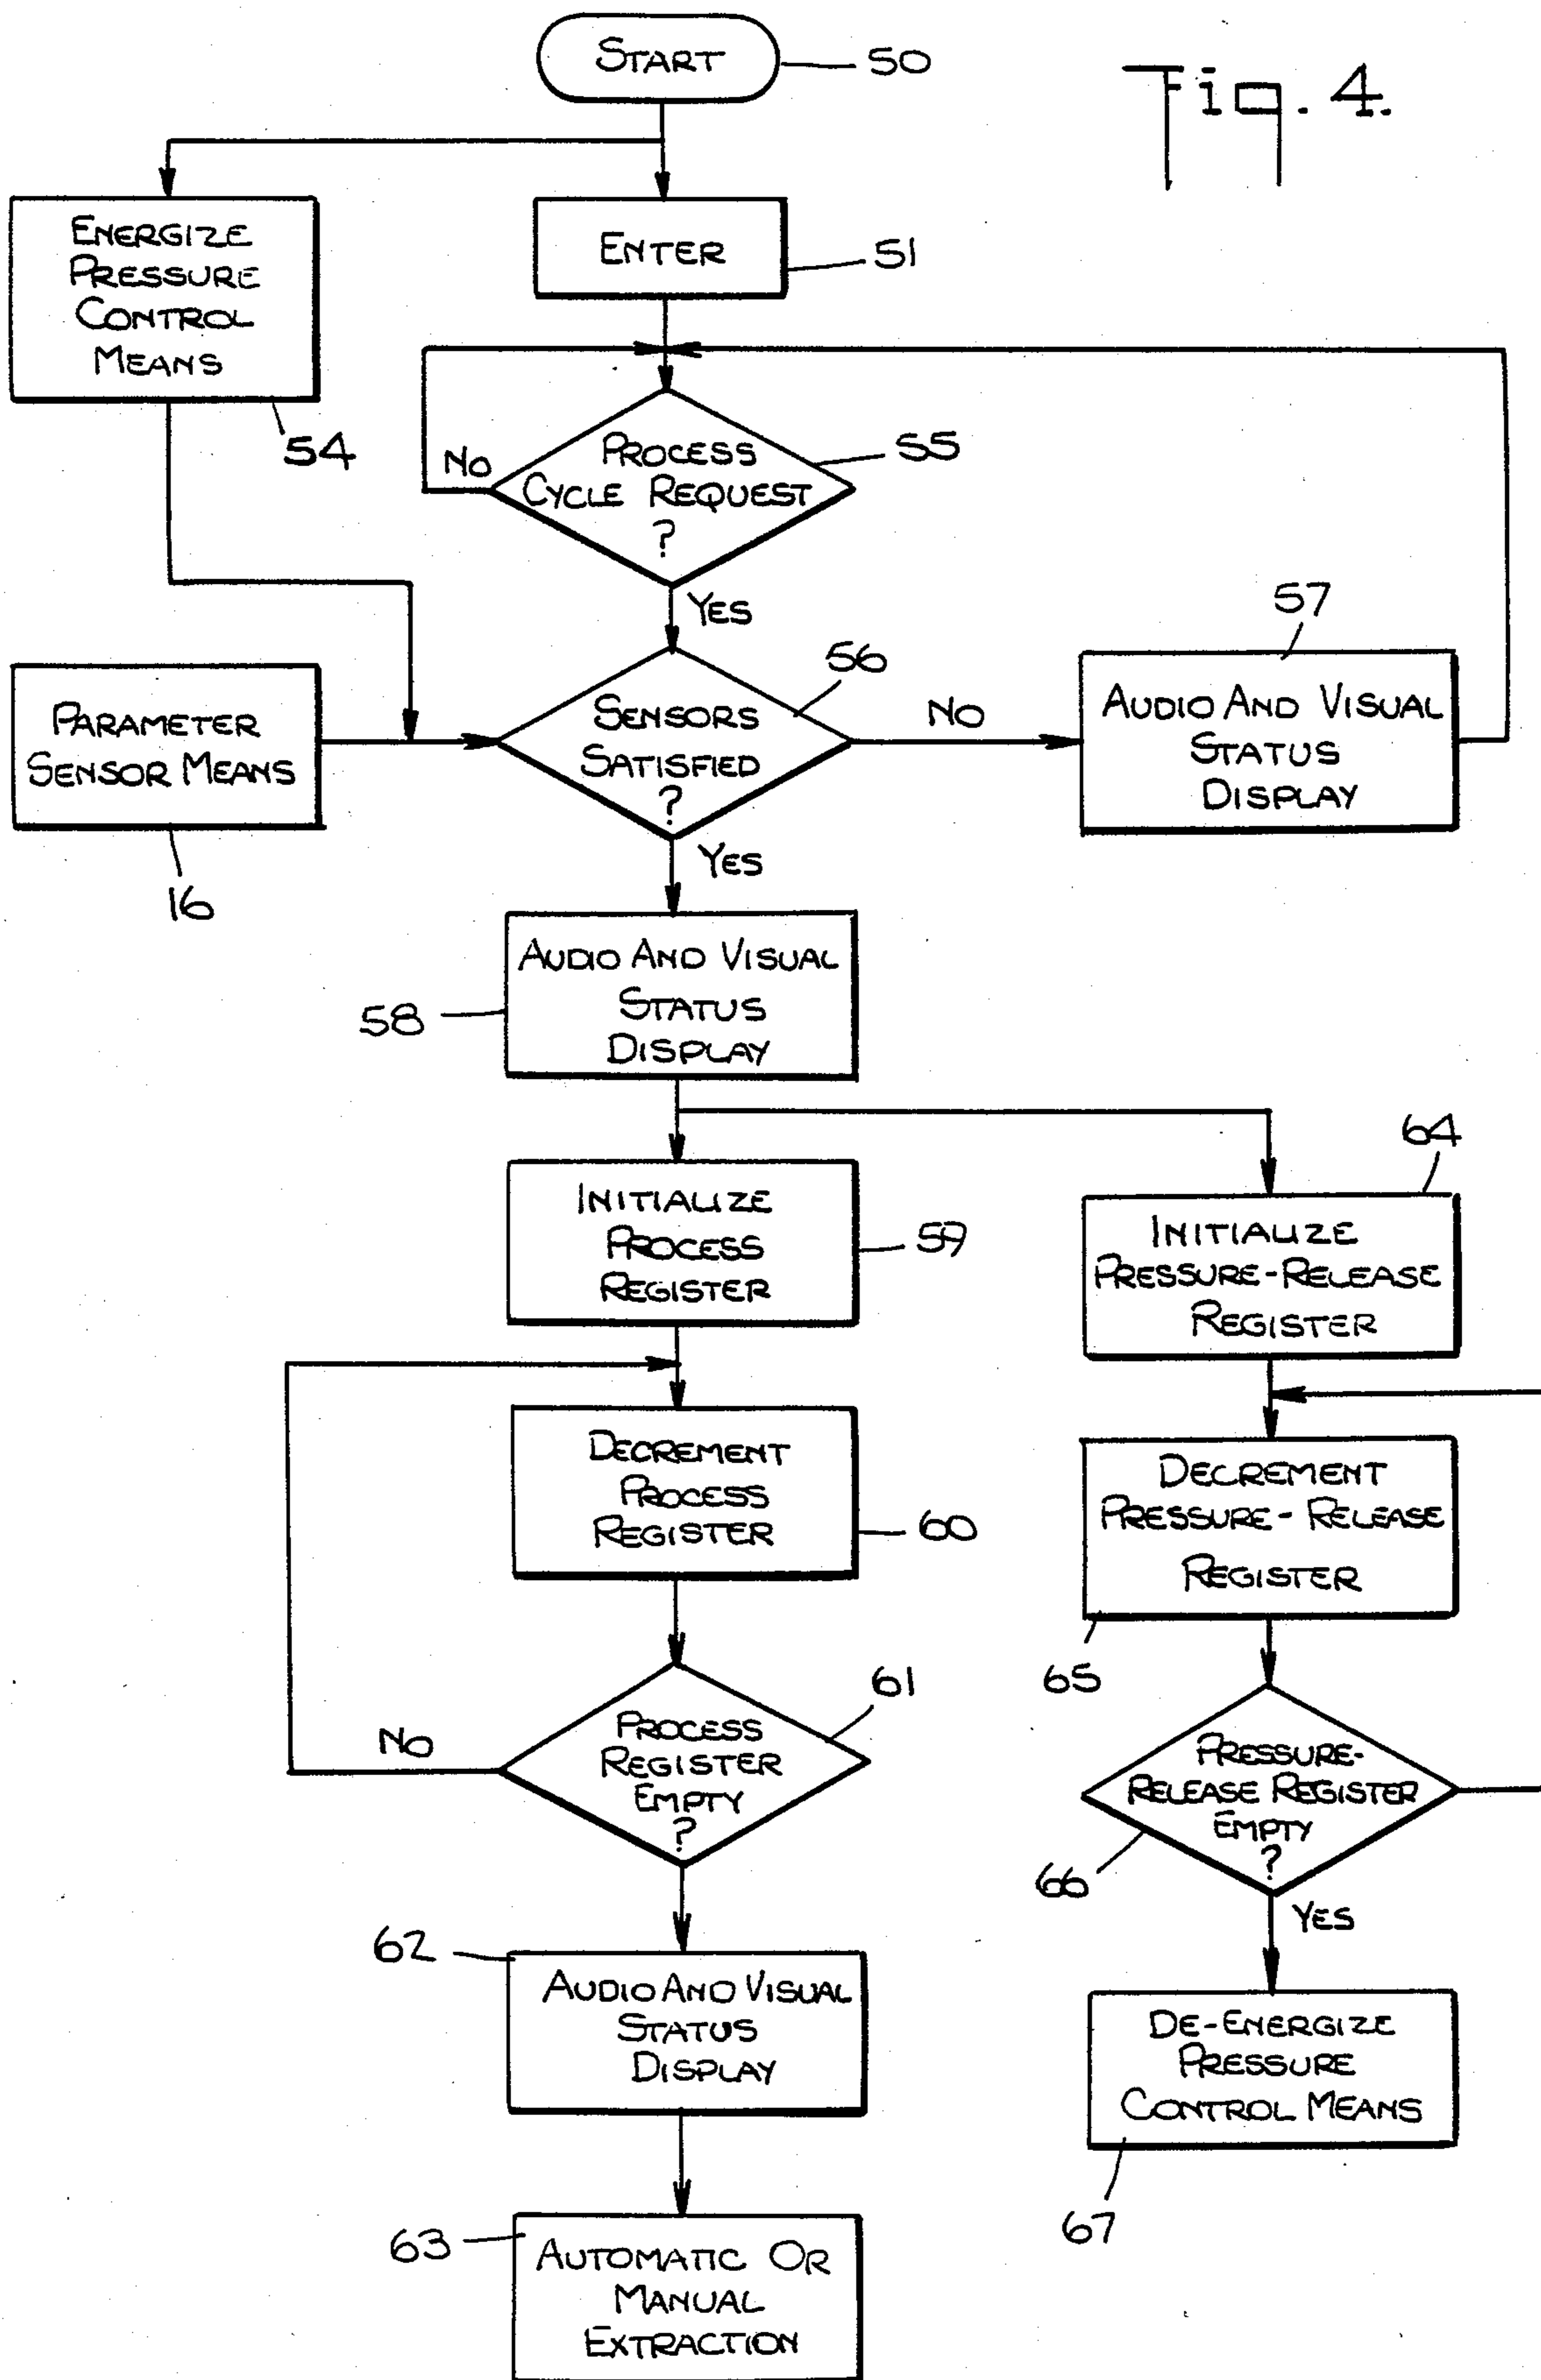 START
50
Fig. 4.
ENERGIZE
PRESSURE
CONTROL
MEANS
54
ENTER
51
PROCESS
CYCLE REQUEST
?
55
NO
YES
PARAMETER
SENSOR MEANS
16
SENSORS
SATISFIED
?
56
NO
YES
57
AUDIO AND VISUAL
STATUS
DISPLAY
AUDIO AND VISUAL
STATUS
DISPLAY
58
INITIALIZE
PROCESS
REGISTER
59
64
INITIALIZE
PRESSURE-RELEASE
REGISTER
DECREMENT
PROCESS
REGISTER
60
DECREMENT
PRESSURE-RELEASE
REGISTER
65
PROCESS
REGISTER
EMPTY
?
61
NO
PRESSURE-
RELEASE REGISTER
EMPTY
?
66
YES
62
AUDIO AND VISUAL
STATUS
DISPLAY
DE-ENERGIZE
PRESSURE
CONTROL MEANS
67
63
AUTOMATIC OR
MANUAL
EXTRACTION